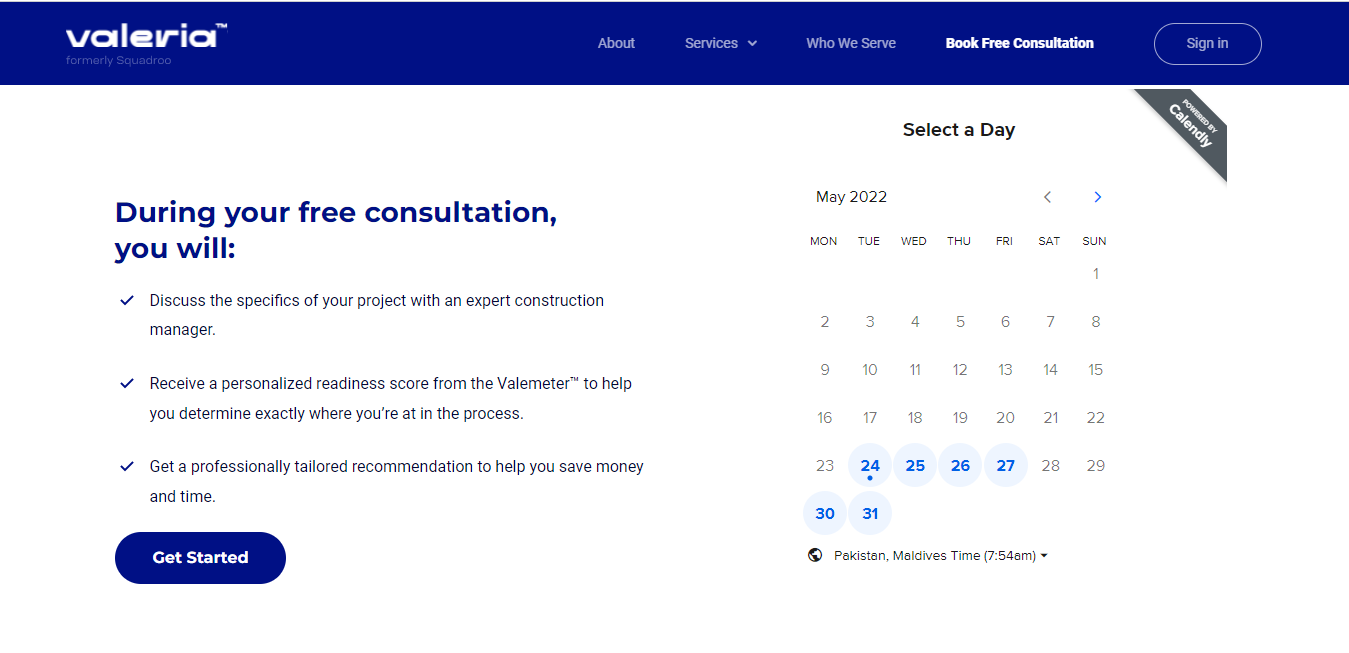 valeria™
formerly Squadroo
About
Services
Who We Serve
Book Free Consultation
Sign in
During your free consultation,
you will:
Discuss the specifics of your project with an expert construction
manager.
Receive a personalized readiness score from the Valemeter™ to help
you determine exactly where you’re at in the process.
Get a professionally tailored recommendation to help you save money
and time.
Get Started
POWERED BY
Calendly
Select a Day
May 2022
MON TUE WED THU FRI SAT SUN
1
2 3 4 5 6 7 8
9 10 11 12 13 14 15
16 17 18 19 20 21 22
23 24 25 26 27 28 29
30 31
Pakistan, Maldives Time (7:54am)